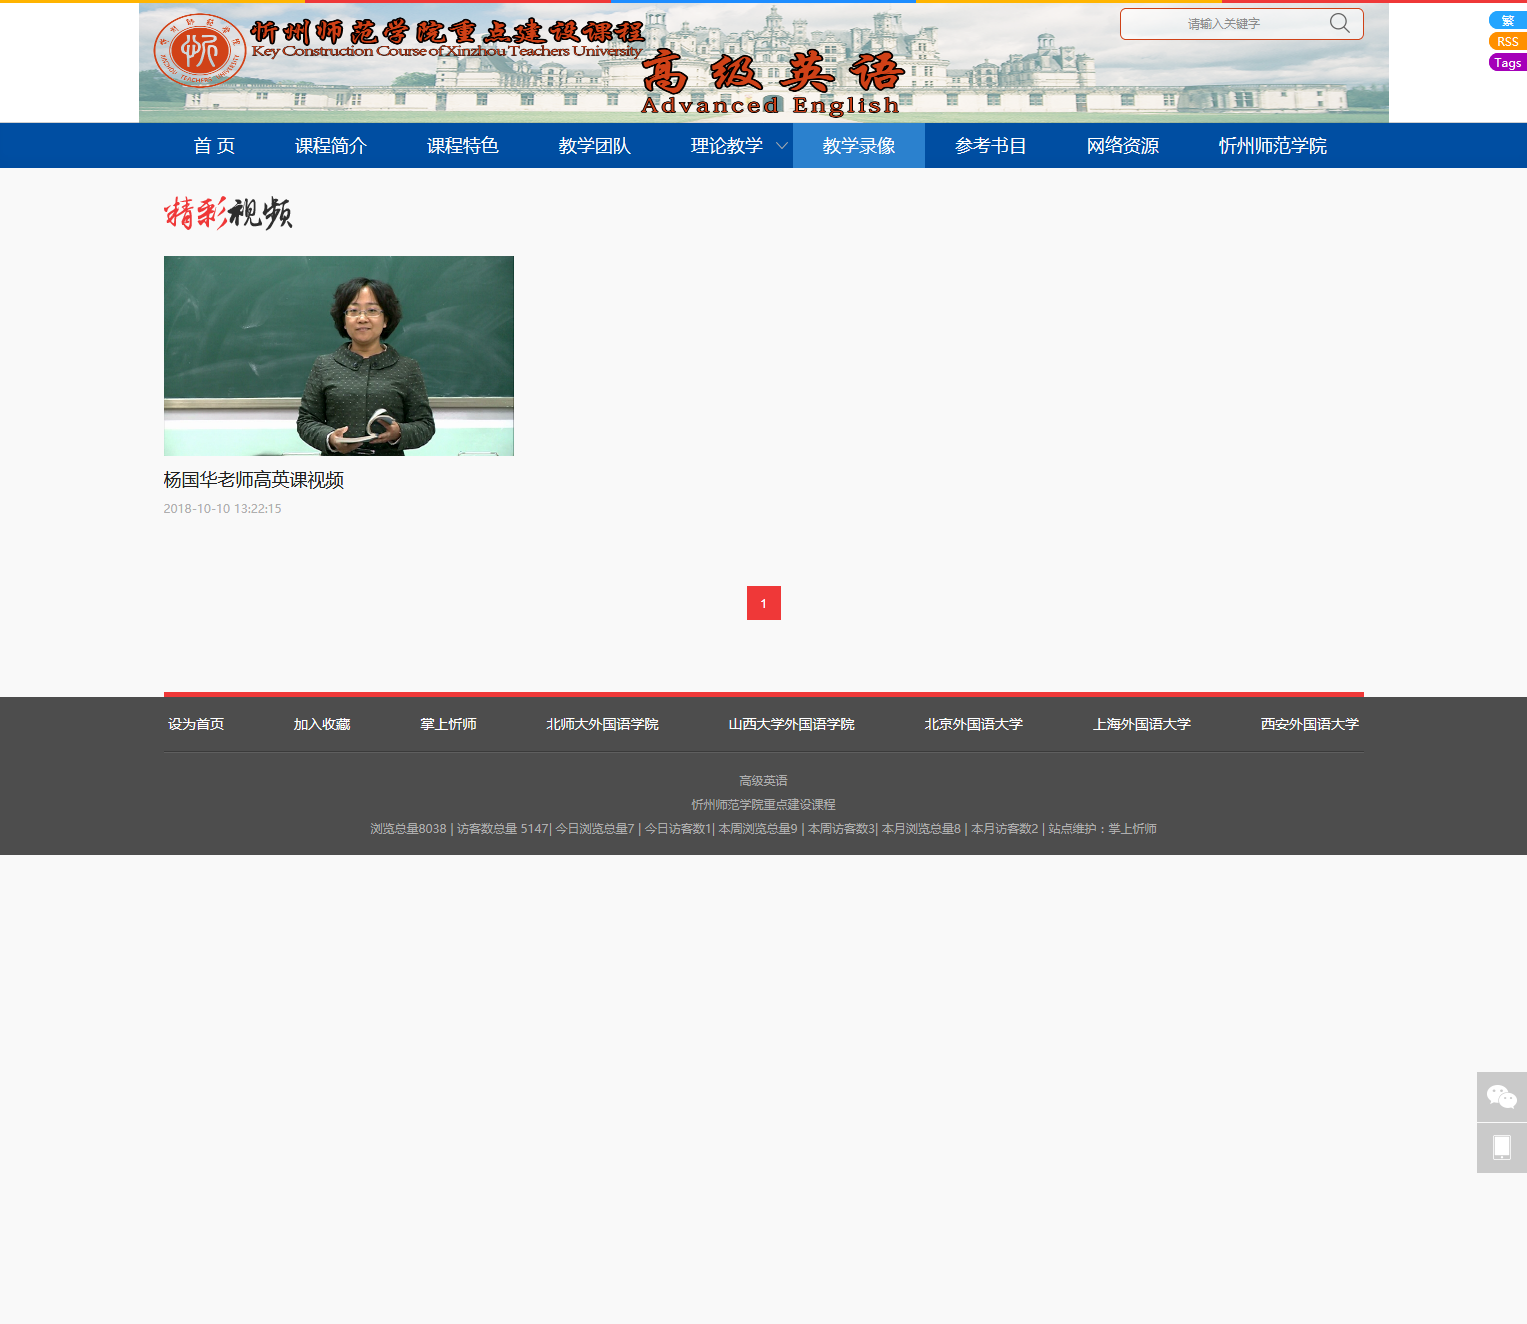 忻州师范学院重点建设课程
Key Construction Course of Xinzhou Teachers University
高级英语
Advanced English
忻州师范学院
XINZHOU TEACHERS UNIVERSITY
请输入关键字
繁
RSS
Tags
首 页 课程简介 课程特色 教学团队 理论教学 教学录像 参考书目 网络资源 忻州师范学院
精彩视频
杨国华老师高英课视频
2018-10-10 13:22:15
1
设为首页 加入收藏 掌上忻师 北师大外国语学院 山西大学外国语学院 北京外国语大学 上海外国语大学 西安外国语大学
高级英语
忻州师范学院重点建设课程
浏览总量8038 | 访客数总量 5147| 今日浏览总量7 | 今日访客数1| 本周浏览总量9 | 本周访客数3| 本月浏览总量8 | 本月访客数2 | 站点维护：掌上忻师